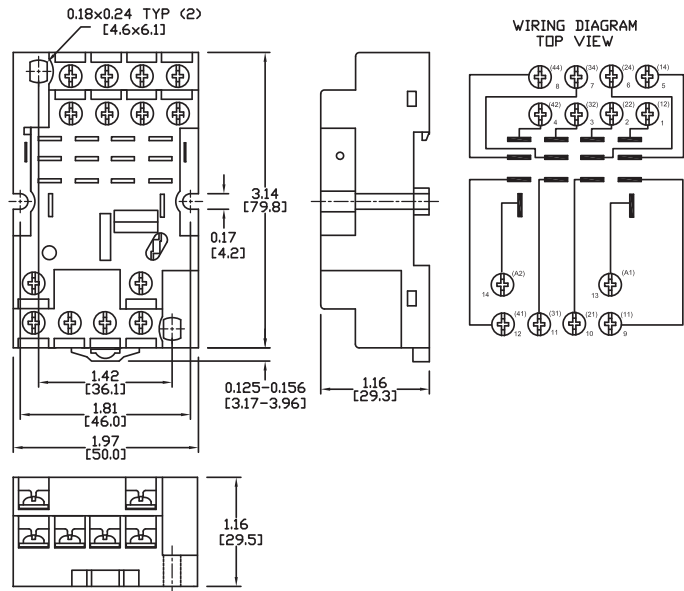 0.18x0.24 TYP (2)
[4.6x6.1]
3.14
[79.8]
0.17
[4.2]
0.125-0.156
[3.17-3.96]
1.42
[36.1]
1.81
[46.0]
1.97
[50.0]
1.16
[29.3]
1.16
[29.5]
WIRING DIAGRAM
TOP VIEW
(44) (34) (24) (14)
8 7 6 5
(42) (32) (22) (12)
4 3 2 1
(A2) (A1)
14 13
(41) (31) (21) (11)
12 11 10 9